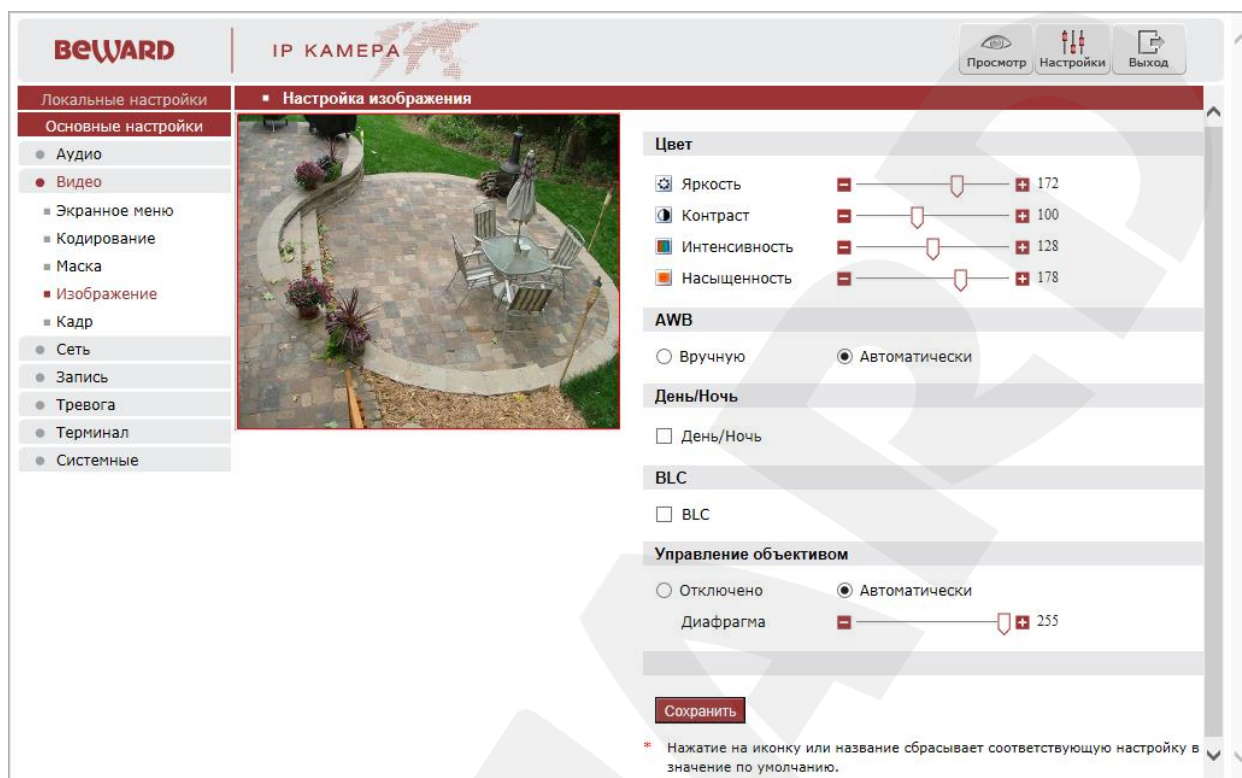 BEWARD
IP КАМЕРА
Просмотр
Настройки
Выход
Локальные настройки
Основные настройки
Аудио
Видео
Экранное меню
Кодирование
Маска
Изображение
Кадр
Сеть
Запись
Тревога
Терминал
Системные
Настройка изображения
Цвет
Яркость 172
Контраст 100
Интенсивность 128
Насыщенность 178
AWB
Вручную Автоматически
День/Ночь
День/Ночь
BLC
BLC
Управление объективом
Отключено Автоматически
Диафрагма 255
Сохранить
* Нажатие на иконку или название сбрасывает соответствующую настройку в
значение по умолчанию.